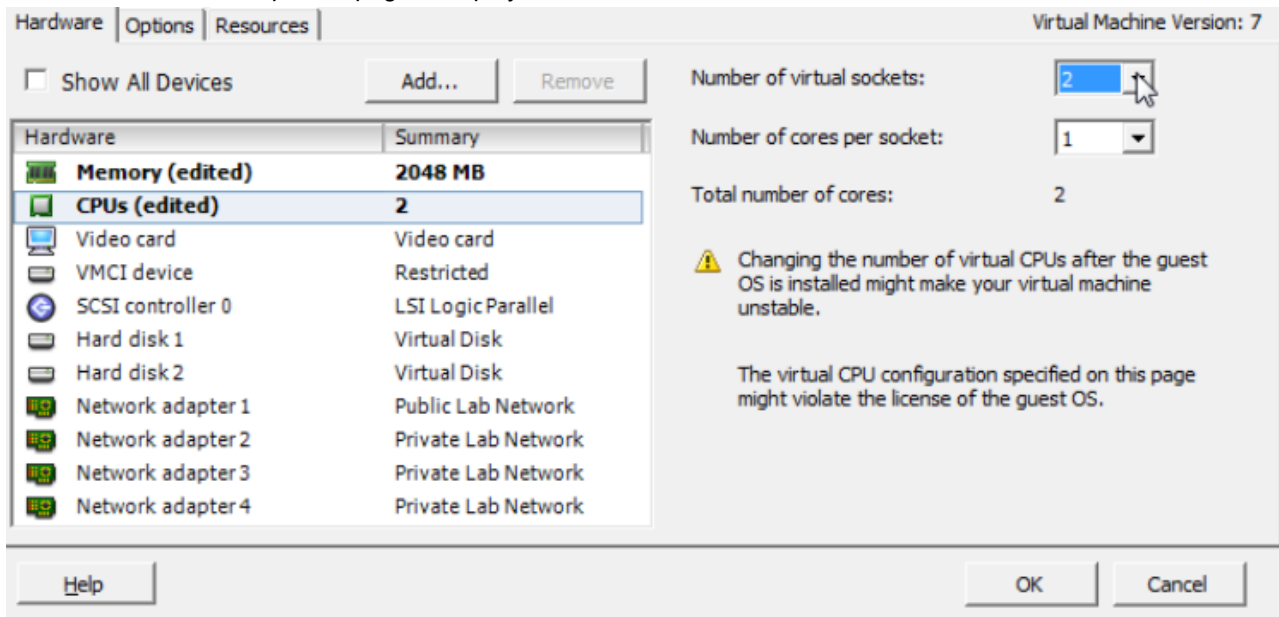 Hardware Options Resources Virtual Machine Version: 7
Show All Devices Add... Remove
Number of virtual sockets: 2
Hardware Summary
Number of cores per socket: 1
Memory (edited) 2048 MB
CPUs (edited) 2
Total number of cores: 2
Video card Video card
VMCI device Restricted
SCSI controller 0 LSI Logic Parallel
Hard disk 1 Virtual Disk
Hard disk 2 Virtual Disk
Network adapter 1 Public Lab Network
Network adapter 2 Private Lab Network
Network adapter 3 Private Lab Network
Network adapter 4 Private Lab Network
Changing the number of virtual CPUs after the guest
OS is installed might make your virtual machine
unstable.
The virtual CPU configuration specified on this page
might violate the license of the guest OS.
Help OK Cancel